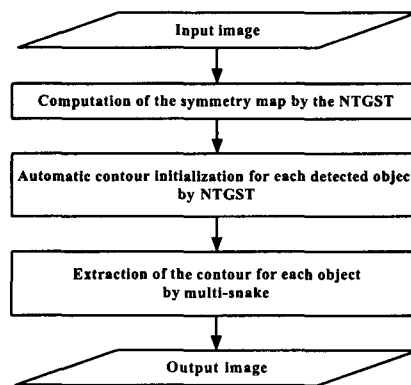 Input image
Computation of the symmetry map by the NTGST
Automatic contour initialization for each detected object
by NTGST
Extraction of the contour for each object
by multi-snake
Output image